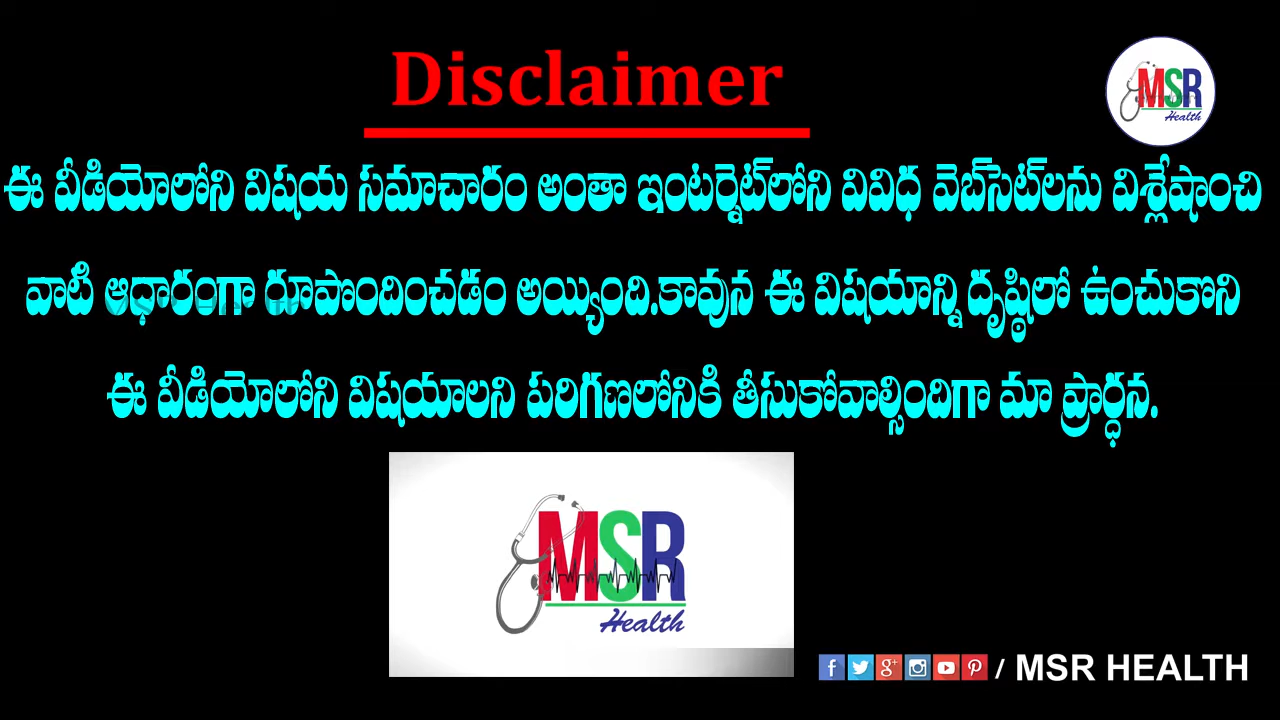 Disclaimer
MSR
Health
ఈ వీడియోలోని విషయ సమాచారం అంతా ఇంటర్నెట్‌లోని వివిధ వెబ్‌సెట్‌లను విశ్లేషాంచి
వాటి ఆధారంగా రూపొందించడం అయ్యింది.కావున ఈ విషయాన్ని దృష్ఠిలో ఉంచుకొని
ఈ వీడియోలోని విషయాలని పరిగణలోనికి తీసుకోవాల్సిందిగా మా ప్రార్ధన.
MSR
Health
/ MSR HEALTH